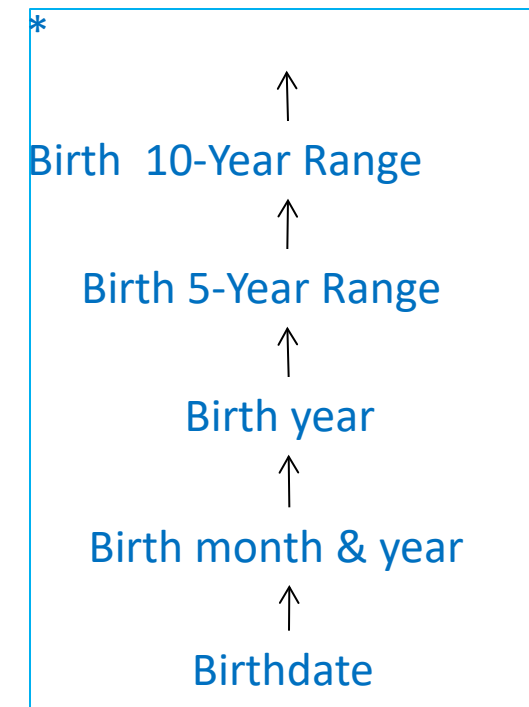 *
Birth  10-Year Range
Birth 5-Year Range
Birth year
Birth month & year
Birthdate